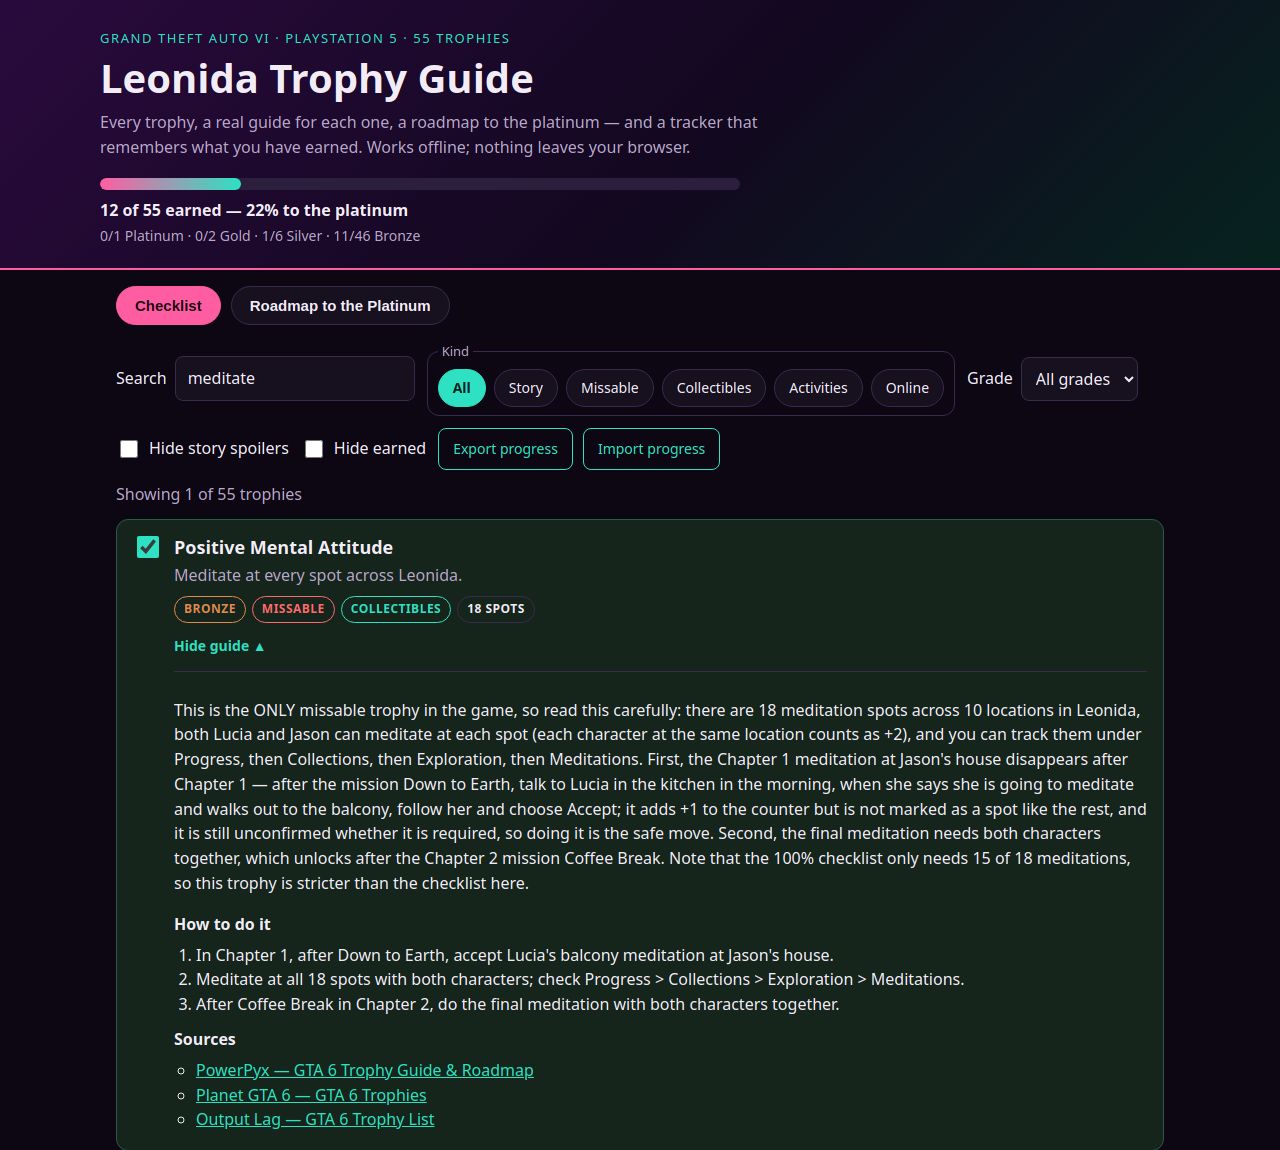 GRAND THEFT AUTO VI · PLAYSTATION 5 · 55 TROPHIES
Leonida Trophy Guide
Every trophy, a real guide for each one, a roadmap to the platinum — and a tracker that
remembers what you have earned. Works offline; nothing leaves your browser.
12 of 55 earned — 22% to the platinum
0/1 Platinum · 0/2 Gold · 1/6 Silver · 11/46 Bronze
Checklist
Roadmap to the Platinum
Kind
Search meditate All Story Missable Collectibles Activities Online Grade All grades
Hide story spoilers Hide earned Export progress Import progress
Showing 1 of 55 trophies
Positive Mental Attitude
Meditate at every spot across Leonida.
BRONZE MISSABLE COLLECTIBLES 18 SPOTS
Hide guide ▲
This is the ONLY missable trophy in the game, so read this carefully: there are 18 meditation spots across 10 locations in Leonida,
both Lucia and Jason can meditate at each spot (each character at the same location counts as +2), and you can track them under
Progress, then Collections, then Exploration, then Meditations. First, the Chapter 1 meditation at Jason's house disappears after
Chapter 1 — after the mission Down to Earth, talk to Lucia in the kitchen in the morning, when she says she is going to meditate
and walks out to the balcony, follow her and choose Accept; it adds +1 to the counter but is not marked as a spot like the rest, and
it is still unconfirmed whether it is required, so doing it is the safe move. Second, the final meditation needs both characters
together, which unlocks after the Chapter 2 mission Coffee Break. Note that the 100% checklist only needs 15 of 18 meditations,
so this trophy is stricter than the checklist here.
How to do it
1. In Chapter 1, after Down to Earth, accept Lucia's balcony meditation at Jason's house.
2. Meditate at all 18 spots with both characters; check Progress > Collections > Exploration > Meditations.
3. After Coffee Break in Chapter 2, do the final meditation with both characters together.
Sources
PowerPyx — GTA 6 Trophy Guide & Roadmap
Planet GTA 6 — GTA 6 Trophies
Output Lag — GTA 6 Trophy List